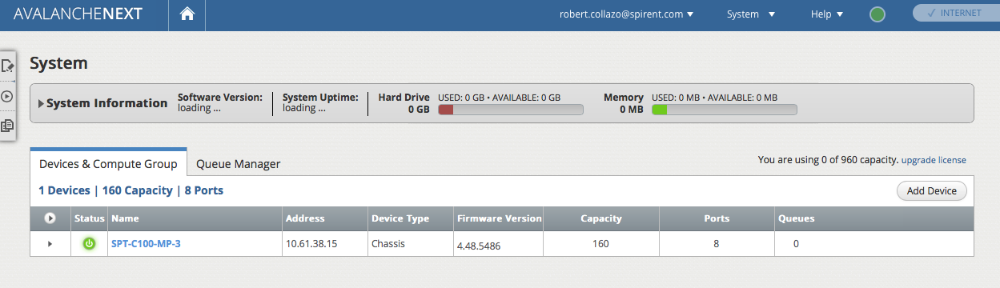 AVALANCHENEXT
robert.collazo@spirent.com
System
Help
INTERNET
System
System Information
Software Version:
loading ...
System Uptime:
loading ...
Hard Drive
0 GB
USED: 0 GB • AVAILABLE: 0 GB
Memory
0 MB
USED: 0 MB • AVAILABLE: 0 MB
Devices & Compute Group
Queue Manager
You are using 0 of 960 capacity. upgrade license
1 Devices | 160 Capacity | 8 Ports
Add Device
Status Name Address Device Type Firmware Version Capacity Ports Queues
SPT-C100-MP-3 10.61.38.15 Chassis 4.48.5486 160 8 0